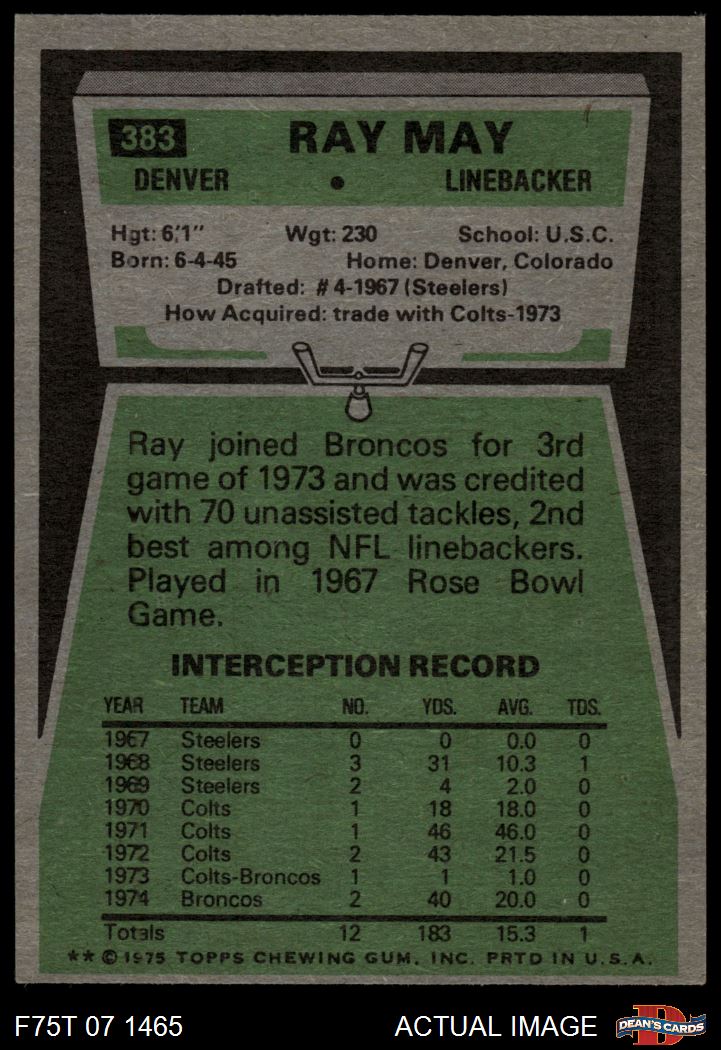 383 RAY MAY
DENVER • LINEBACKER
Hgt: 6'1" Wgt: 230 School: U.S.C.
Born: 6-4-45 Home: Denver, Colorado
Drafted: #4-1967 (Steelers)
How Acquired: trade with Colts-1973
Ray joined Broncos for 3rd
game of 1973 and was credited
with 70 unassisted tackles, 2nd
best among NFL linebackers.
Played in 1967 Rose Bowl
Game.
INTERCEPTION RECORD
YEAR TEAM NO. YDS. AVG. TDS.
1967 Steelers 0 0 0.0 0
1968 Steelers 3 31 10.3 1
1969 Steelers 2 4 2.0 0
1970 Colts 1 18 18.0 0
1971 Colts 1 46 46.0 0
1972 Colts 2 43 21.5 0
1973 Colts-Broncos 1 1 1.0 0
1974 Broncos 2 40 20.0 0
Totals 12 183 15.3 1
** © 1975 TOPPS CHEWING GUM, INC. PRTD IN U.S.A.
F75T 07 1465 ACTUAL IMAGE D DEAN'S CARDS